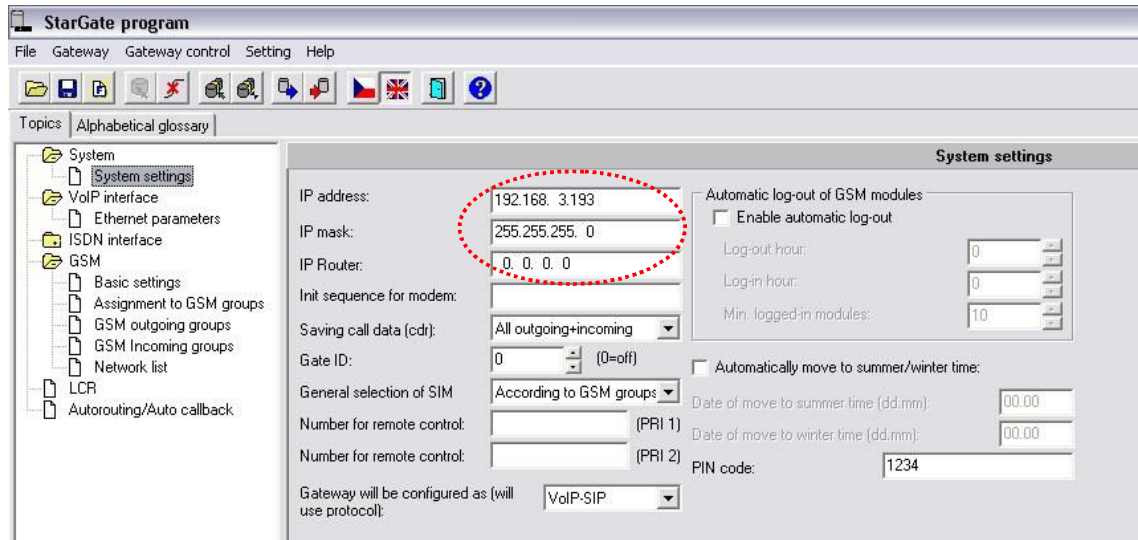 StarGate program
File Gateway Gateway control Setting Help
Topics Alphabetical glossary
System
System settings
VoIP interface
Ethernet parameters
ISDN interface
GSM
Basic settings
Assignment to GSM groups
GSM outgoing groups
GSM Incoming groups
Network list
LCR
Autorouting/Auto callback
System settings
IP address: 192.168. 3.193
IP mask: 255.255.255. 0
IP Router: 0. 0. 0. 0
Init sequence for modem:
Saving call data (cdr): All outgoing+incoming
Gate ID: 0 (0=off)
General selection of SIM According to GSM groups
Number for remote control: (PRI 1)
Number for remote control: (PRI 2)
Gateway will be configured as (will
use protocol): VoIP-SIP
Automatic log-out of GSM modules
Enable automatic log-out
Log-out hour: 0
Log-in hour: 0
Min. logged-in modules: 10
Automatically move to summer/winter time:
Date of move to summer time (dd.mm): 00.00
Date of move to winter time (dd.mm): 00.00
PIN code: 1234